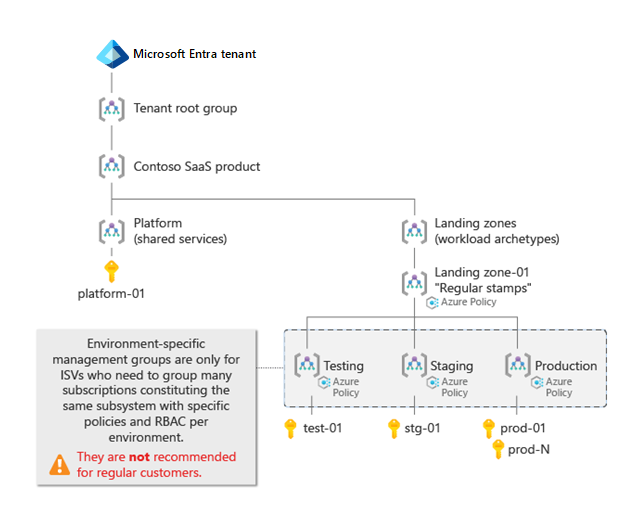 Microsoft Entra tenant
Tenant root group
Contoso SaaS product
Platform
(shared services)
Landing zones
(workload archetypes)
platform-01
Landing zone-01
"Regular stamps"
Azure Policy
Environment-specific
management groups are only for
ISVs who need to group many
subscriptions constituting the
same subsystem with specific
policies and RBAC per
environment.
They are not recommended
for regular customers.
Testing
Azure
Policy
Staging
Azure
Policy
Production
Azure
Policy
test-01
stg-01
prod-01
prod-N